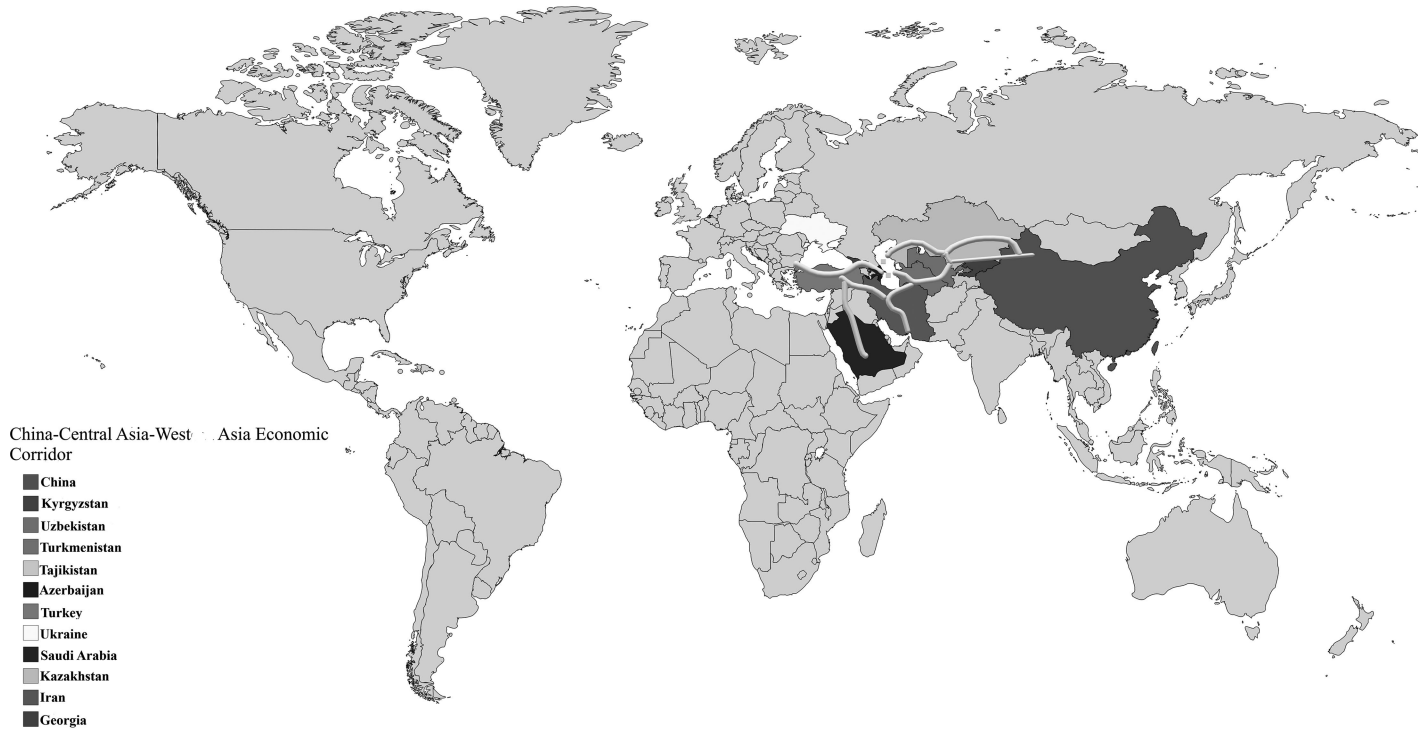 China-Central Asia-West Asia Economic
Corridor
China
Kyrgyzstan
Uzbekistan
Turkmenistan
Tajikistan
Azerbaijan
Turkey
Ukraine
Saudi Arabia
Kazakhstan
Iran
Georgia